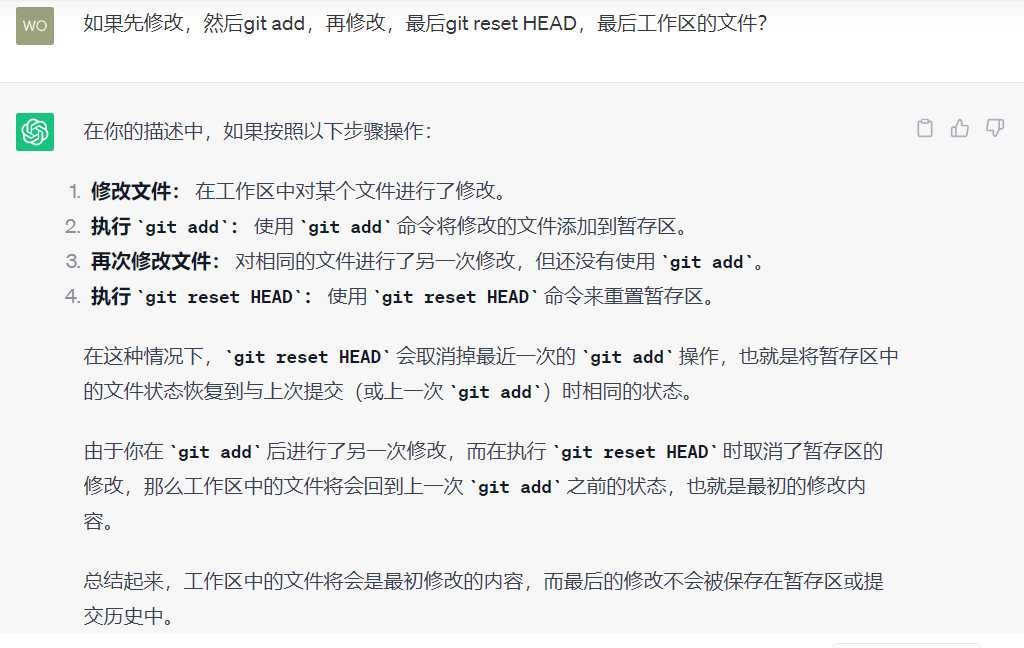 WO
如果先修改，然后git add，再修改，最后git reset HEAD，最后工作区的文件？
在你的描述中，如果按照以下步骤操作：
1. 修改文件： 在工作区中对某个文件进行了修改。
2. 执行 `git add`： 使用 `git add` 命令将修改的文件添加到暂存区。
3. 再次修改文件： 对相同的文件进行了另一次修改，但还没有使用 `git add`。
4. 执行 `git reset HEAD`： 使用 `git reset HEAD` 命令来重置暂存区。
在这种情况下，`git reset HEAD` 会取消掉最近一次的 `git add` 操作，也就是将暂存区中
的文件状态恢复到与上次提交（或上一次 `git add`）时相同的状态。
由于你在 `git add` 后进行了另一次修改，而在执行 `git reset HEAD` 时取消了暂存区的
修改，那么工作区中的文件将会回到上一次 `git add` 之前的状态，也就是最初的修改内
容。
总结起来，工作区中的文件将会是最初修改的内容，而最后的修改不会被保存在暂存区或提
交历史中。